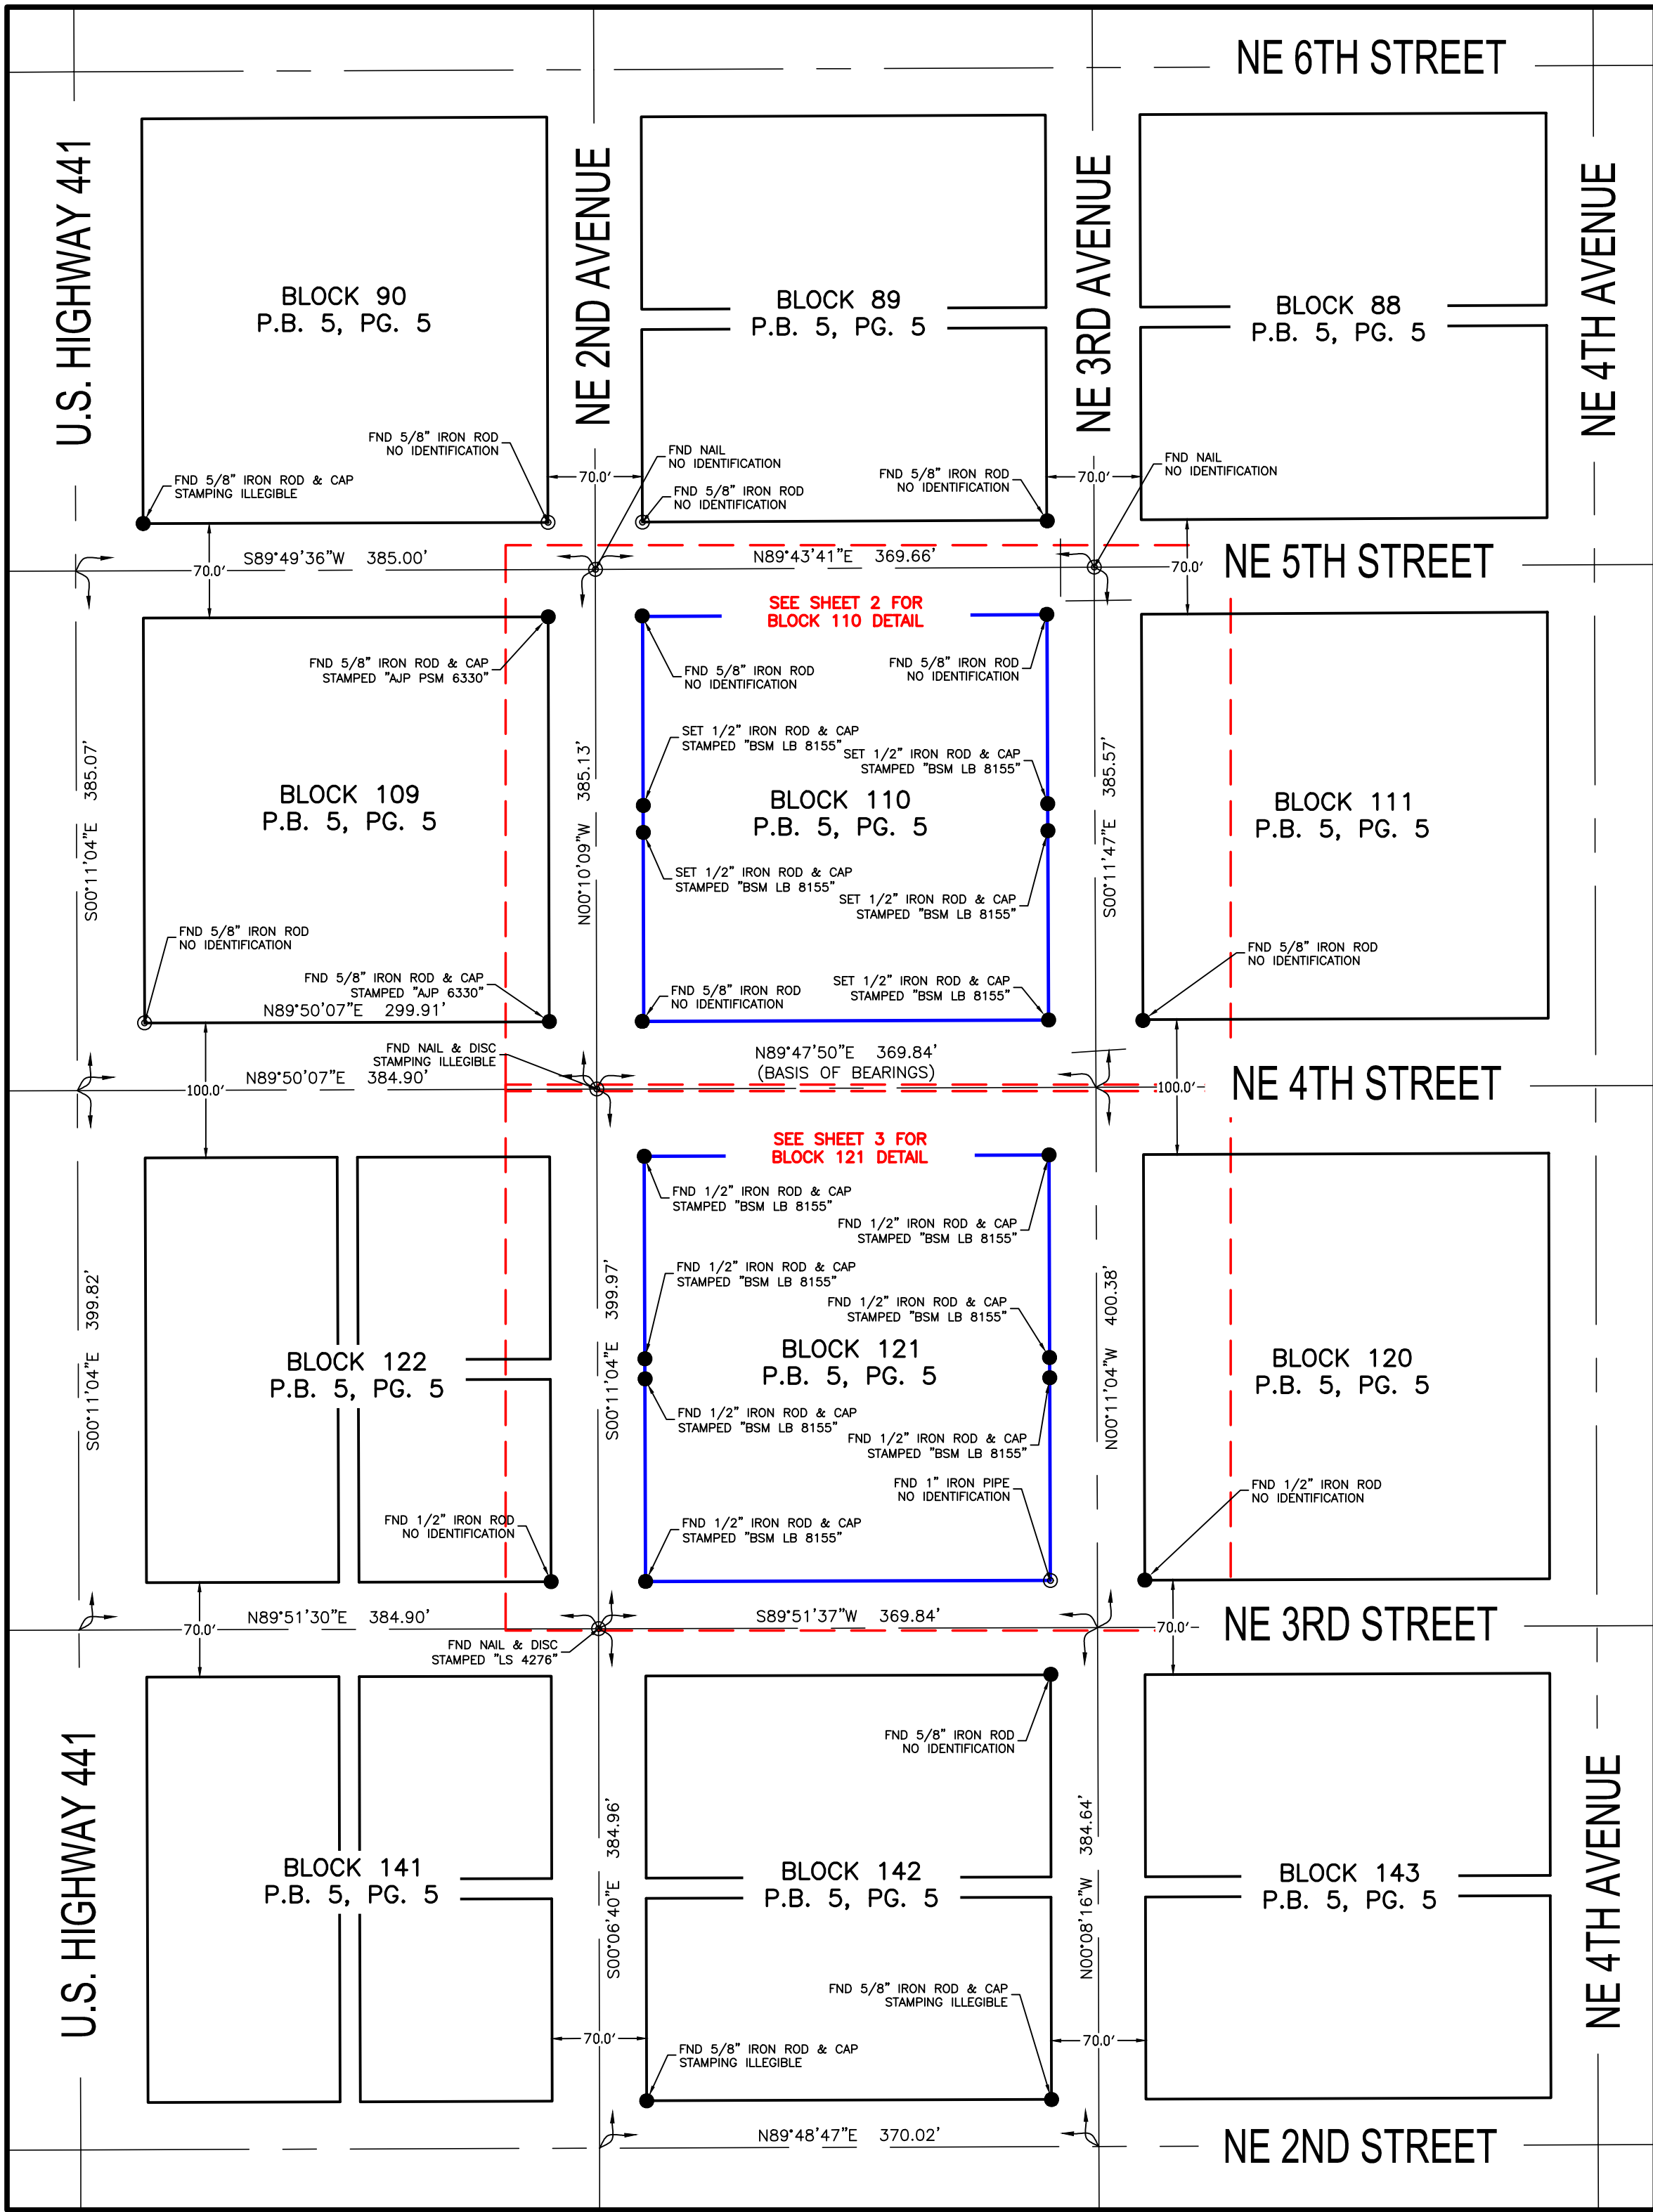 NE 6TH STREET
U.S. HIGHWAY 441
NE 2ND AVENUE
NE 3RD AVENUE
NE 4TH AVENUE
BLOCK 90
P.B. 5, PG. 5
BLOCK 89
P.B. 5, PG. 5
BLOCK 88
P.B. 5, PG. 5
FND 5/8" IRON ROD
NO IDENTIFICATION
FND 5/8" IRON ROD & CAP
STAMPING ILLEGIBLE
70.0'
FND NAIL
NO IDENTIFICATION
FND 5/8" IRON ROD
NO IDENTIFICATION
FND 5/8" IRON ROD
NO IDENTIFICATION
70.0'
FND NAIL
NO IDENTIFICATION
S89°49'36"W 385.00'
70.0'
N89°43'41"E 369.66'
70.0'
NE 5TH STREET
SEE SHEET 2 FOR
BLOCK 110 DETAIL
FND 5/8" IRON ROD & CAP
STAMPED "AJP PSM 6330"
FND 5/8" IRON ROD
NO IDENTIFICATION
FND 5/8" IRON ROD
NO IDENTIFICATION
S00°11'04"E 385.07'
N00°10'09"W 385.13'
S00°11'47"E 385.57'
SET 1/2" IRON ROD & CAP
STAMPED "BSM LB 8155"
SET 1/2" IRON ROD & CAP
STAMPED "BSM LB 8155"
BLOCK 109
P.B. 5, PG. 5
BLOCK 110
P.B. 5, PG. 5
BLOCK 111
P.B. 5, PG. 5
SET 1/2" IRON ROD & CAP
STAMPED "BSM LB 8155"
SET 1/2" IRON ROD & CAP
STAMPED "BSM LB 8155"
FND 5/8" IRON ROD
NO IDENTIFICATION
FND 5/8" IRON ROD & CAP
STAMPED "AJP 6330"
N89°50'07"E 299.91'
FND 5/8" IRON ROD
NO IDENTIFICATION
SET 1/2" IRON ROD & CAP
STAMPED "BSM LB 8155"
FND 5/8" IRON ROD
NO IDENTIFICATION
FND NAIL & DISC
STAMPING ILLEGIBLE
N89°50'07"E 384.90'
100.0'
N89°47'50"E 369.84'
(BASIS OF BEARINGS)
100.0'
NE 4TH STREET
SEE SHEET 3 FOR
BLOCK 121 DETAIL
FND 1/2" IRON ROD & CAP
STAMPED "BSM LB 8155"
FND 1/2" IRON ROD & CAP
STAMPED "BSM LB 8155"
S00°11'04"E 399.82'
S00°11'04"E 399.97'
N00°11'04"W 400.38'
FND 1/2" IRON ROD & CAP
STAMPED "BSM LB 8155"
FND 1/2" IRON ROD & CAP
STAMPED "BSM LB 8155"
BLOCK 122
P.B. 5, PG. 5
BLOCK 121
P.B. 5, PG. 5
BLOCK 120
P.B. 5, PG. 5
FND 1/2" IRON ROD & CAP
STAMPED "BSM LB 8155"
FND 1/2" IRON ROD & CAP
STAMPED "BSM LB 8155"
FND 1" IRON PIPE
NO IDENTIFICATION
FND 1/2" IRON ROD
NO IDENTIFICATION
FND 1/2" IRON ROD
NO IDENTIFICATION
FND 1/2" IRON ROD & CAP
STAMPED "BSM LB 8155"
N89°51'30"E 384.90'
70.0'
S89°51'37"W 369.84'
70.0'
NE 3RD STREET
FND NAIL & DISC
STAMPED "LS 4276"
FND 5/8" IRON ROD
NO IDENTIFICATION
U.S. HIGHWAY 441
S00°06'40"E 384.96'
N00°08'16"W 384.64'
NE 4TH AVENUE
BLOCK 141
P.B. 5, PG. 5
BLOCK 142
P.B. 5, PG. 5
BLOCK 143
P.B. 5, PG. 5
FND 5/8" IRON ROD & CAP
STAMPING ILLEGIBLE
70.0'
70.0'
FND 5/8" IRON ROD & CAP
STAMPING ILLEGIBLE
N89°48'47"E 370.02'
NE 2ND STREET